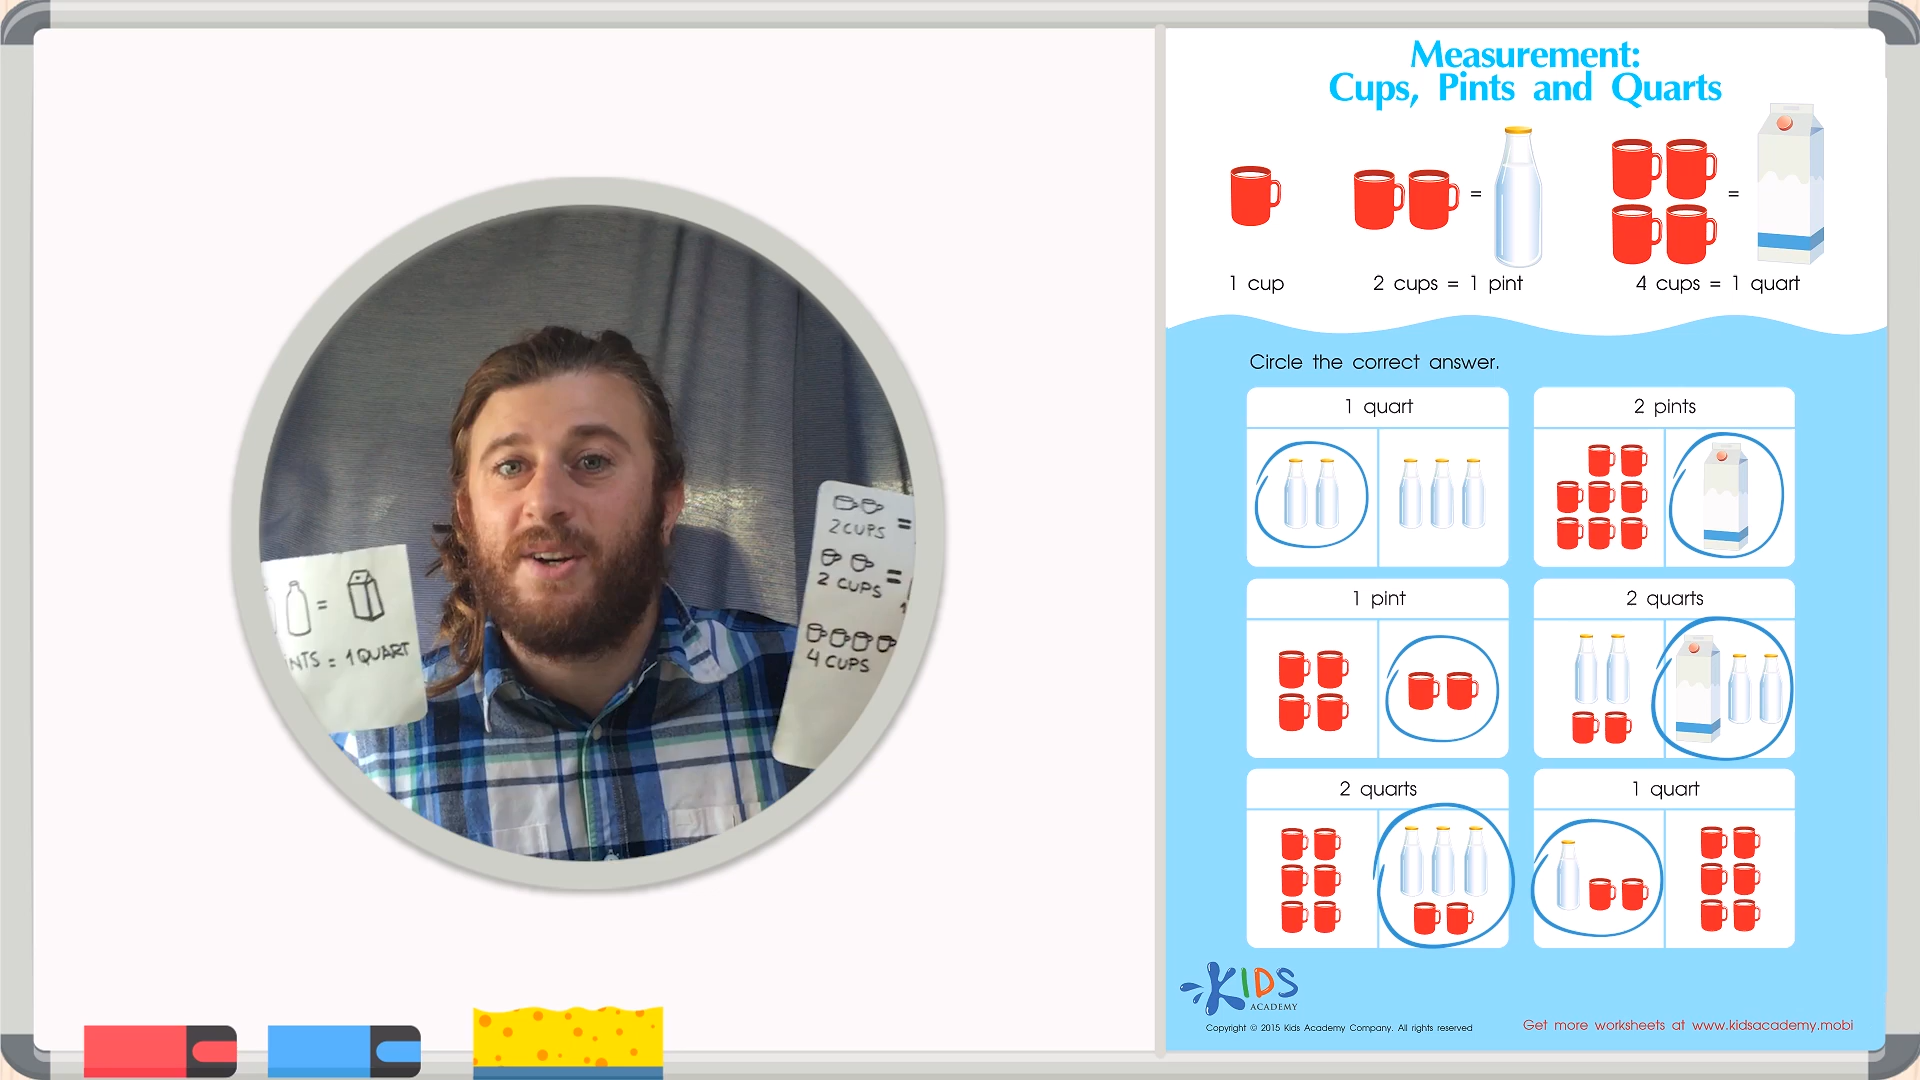 Measurement:
Cups, Pints and Quarts
=
=
1 cup
2 cups = 1 pint
4 cups = 1 quart
Circle the correct answer.
1 quart
2 pints
1 pint
2 quarts
2 quarts
1 quart
KIDS
ACADEMY
Copyright © 2015 Kids Academy Company. All rights reserved
Get more worksheets at www.kidsacademy.mobi
=
= 1 QUART
=
2 CUPS
=
2 CUPS
4 CUPS